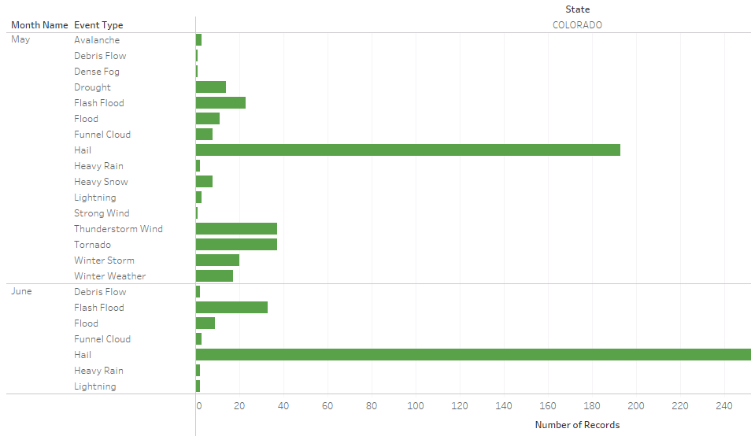 State
Month Name Event Type COLORADO
May Avalanche
Debris Flow
Dense Fog
Drought
Flash Flood
Flood
Funnel Cloud
Hail
Heavy Rain
Heavy Snow
Lightning
Strong Wind
Thunderstorm Wind
Tornado
Winter Storm
Winter Weather
June Debris Flow
Flash Flood
Flood
Funnel Cloud
Hail
Heavy Rain
Lightning
0 20 40 60 80 100 120 140 160 180 200 220 240
Number of Records